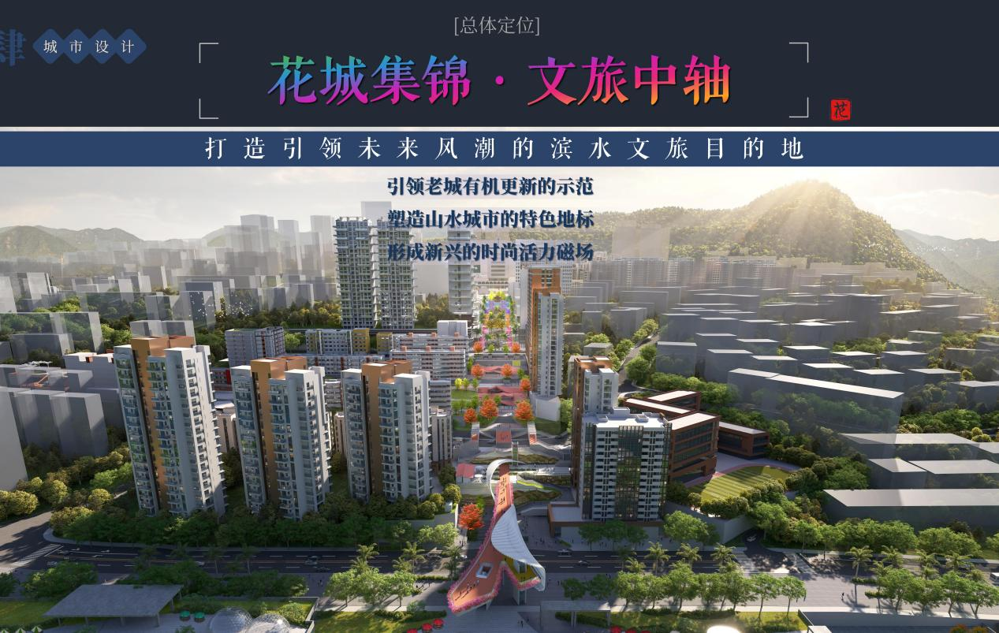 [总体定位]
肆
城市设计
花城集锦·文旅中轴
花
打造引领未来风潮的滨水文旅目的地
引领老城有机更新的示范
塑造山水城市的特色地标
形成新兴的时尚活力磁场